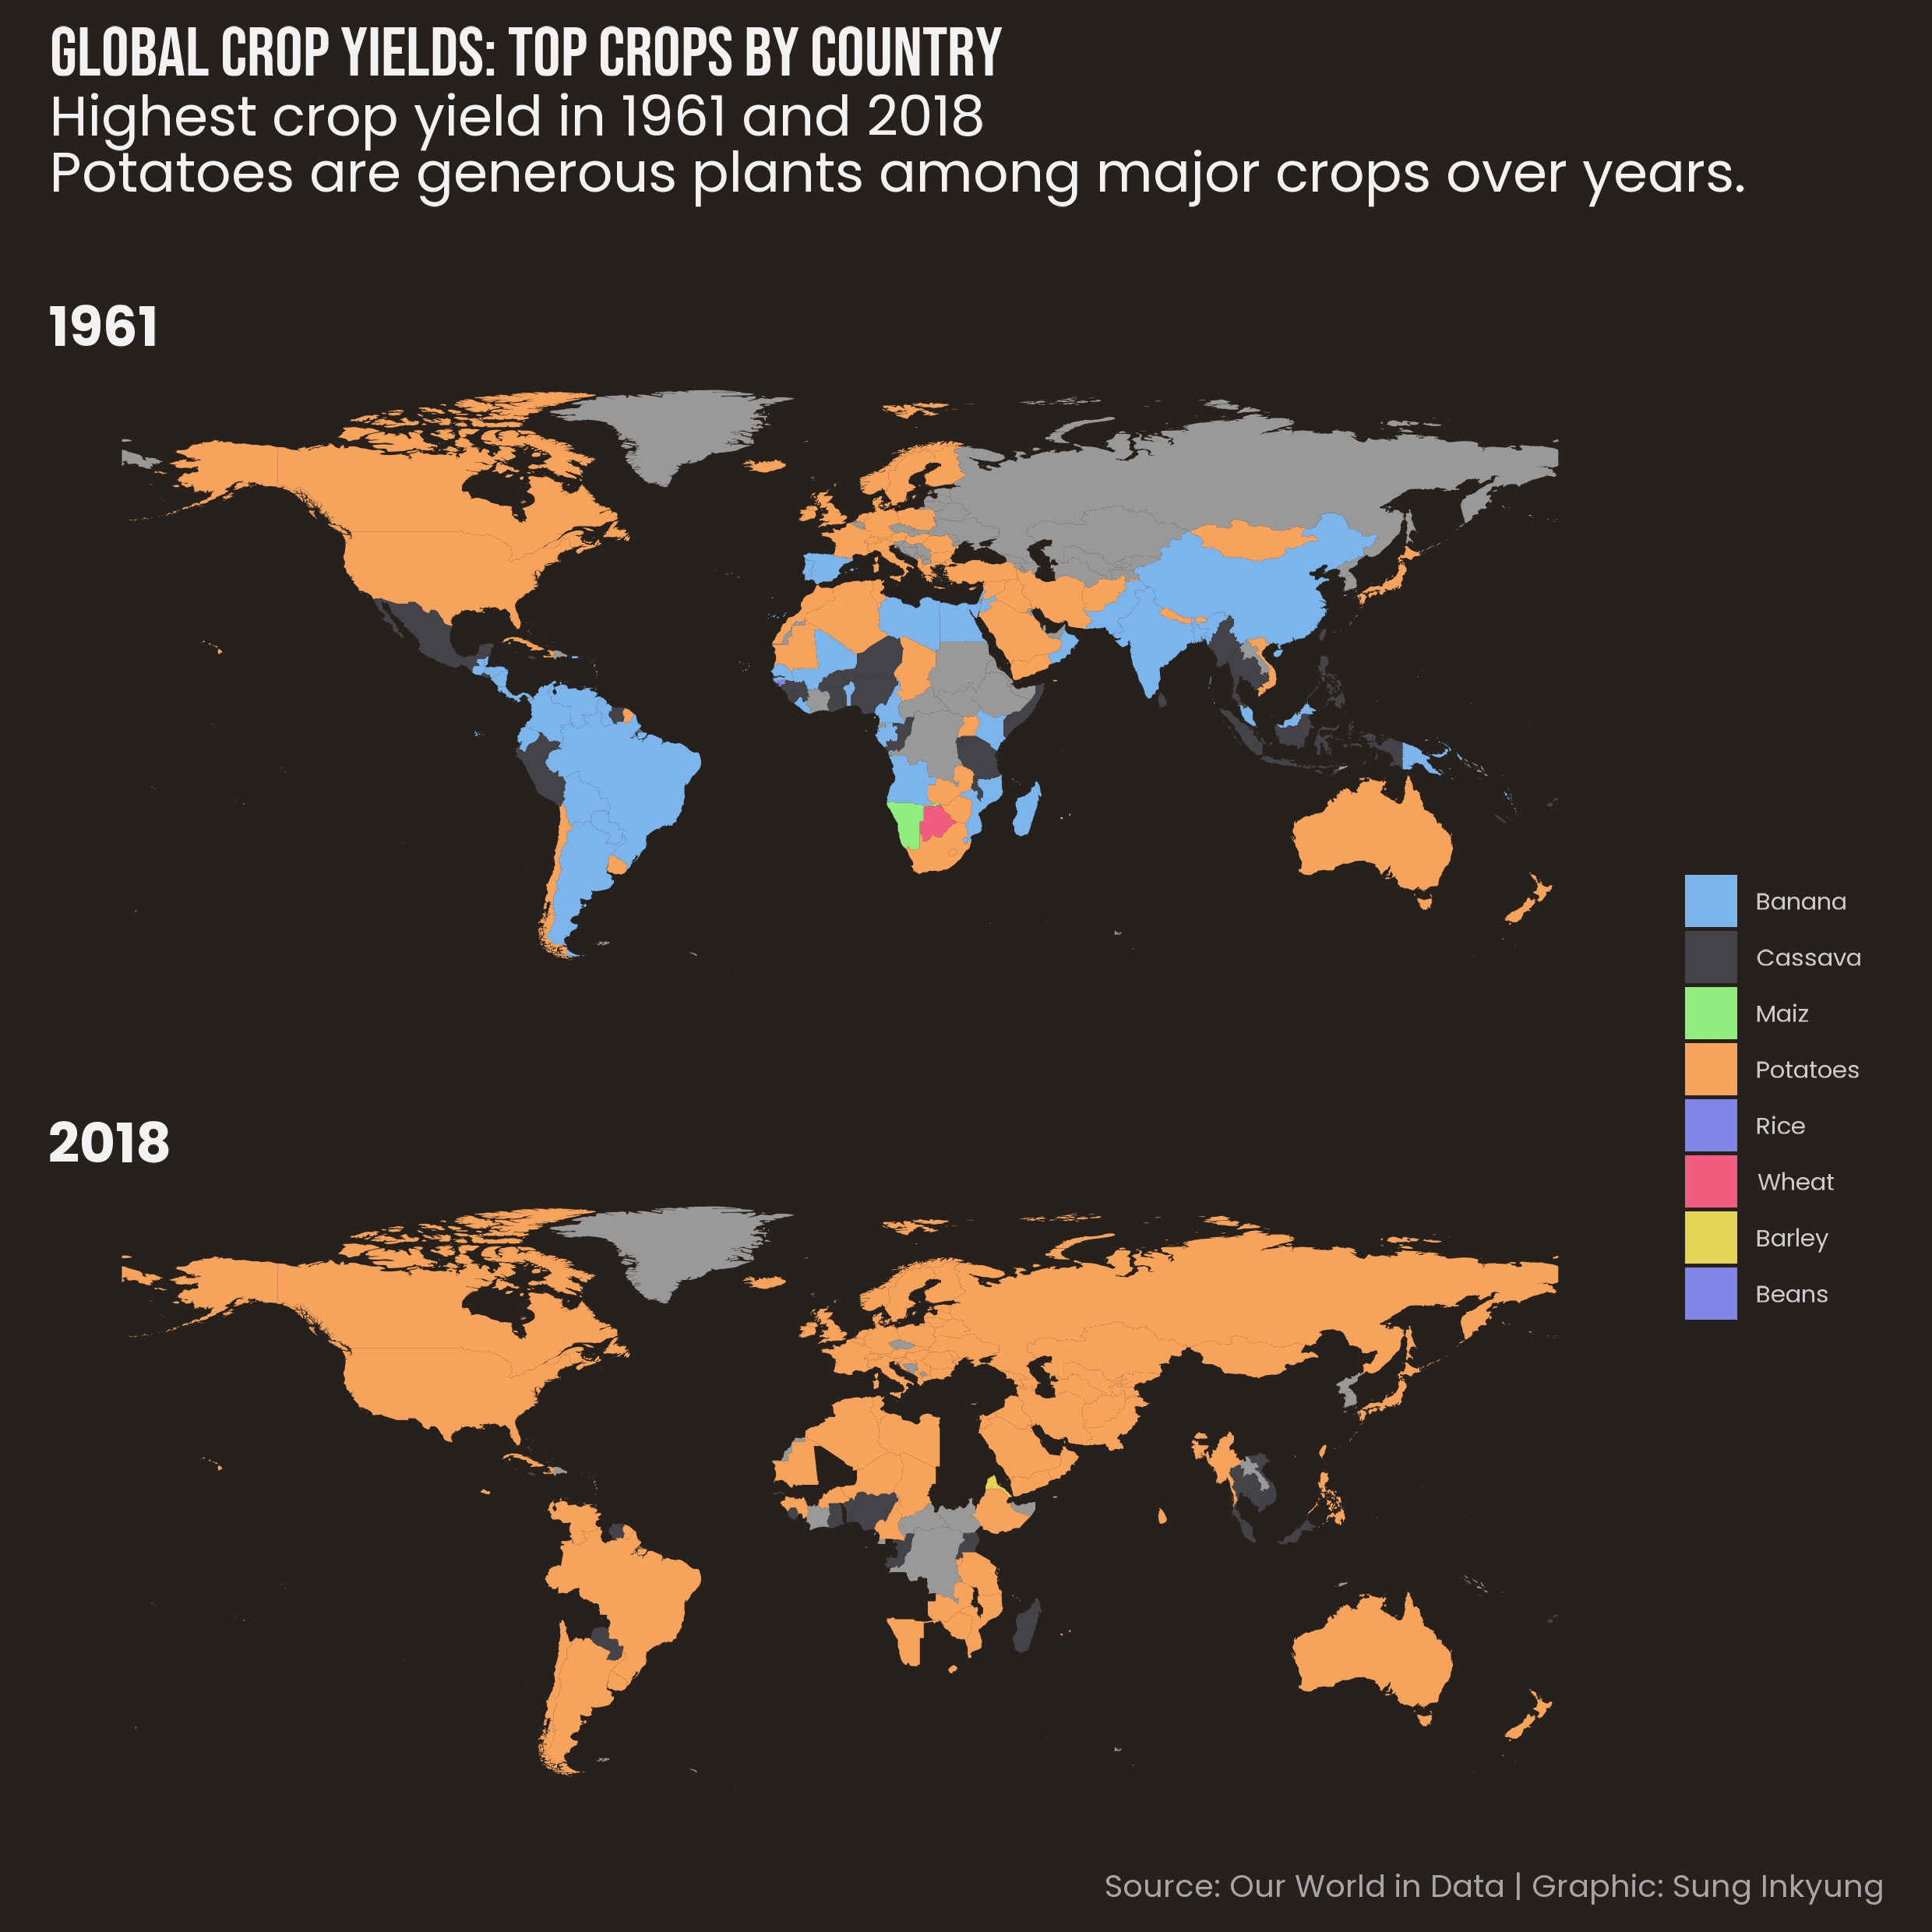 GLOBAL CROP YIELDS: TOP CROPS BY COUNTRY
Highest crop yield in 1961 and 2018
Potatoes are generous plants among major crops over years.
1961
Banana
Cassava
Maiz
Potatoes
Rice
Wheat
Barley
Beans
2018
Source: Our World in Data | Graphic: Sung Inkyung